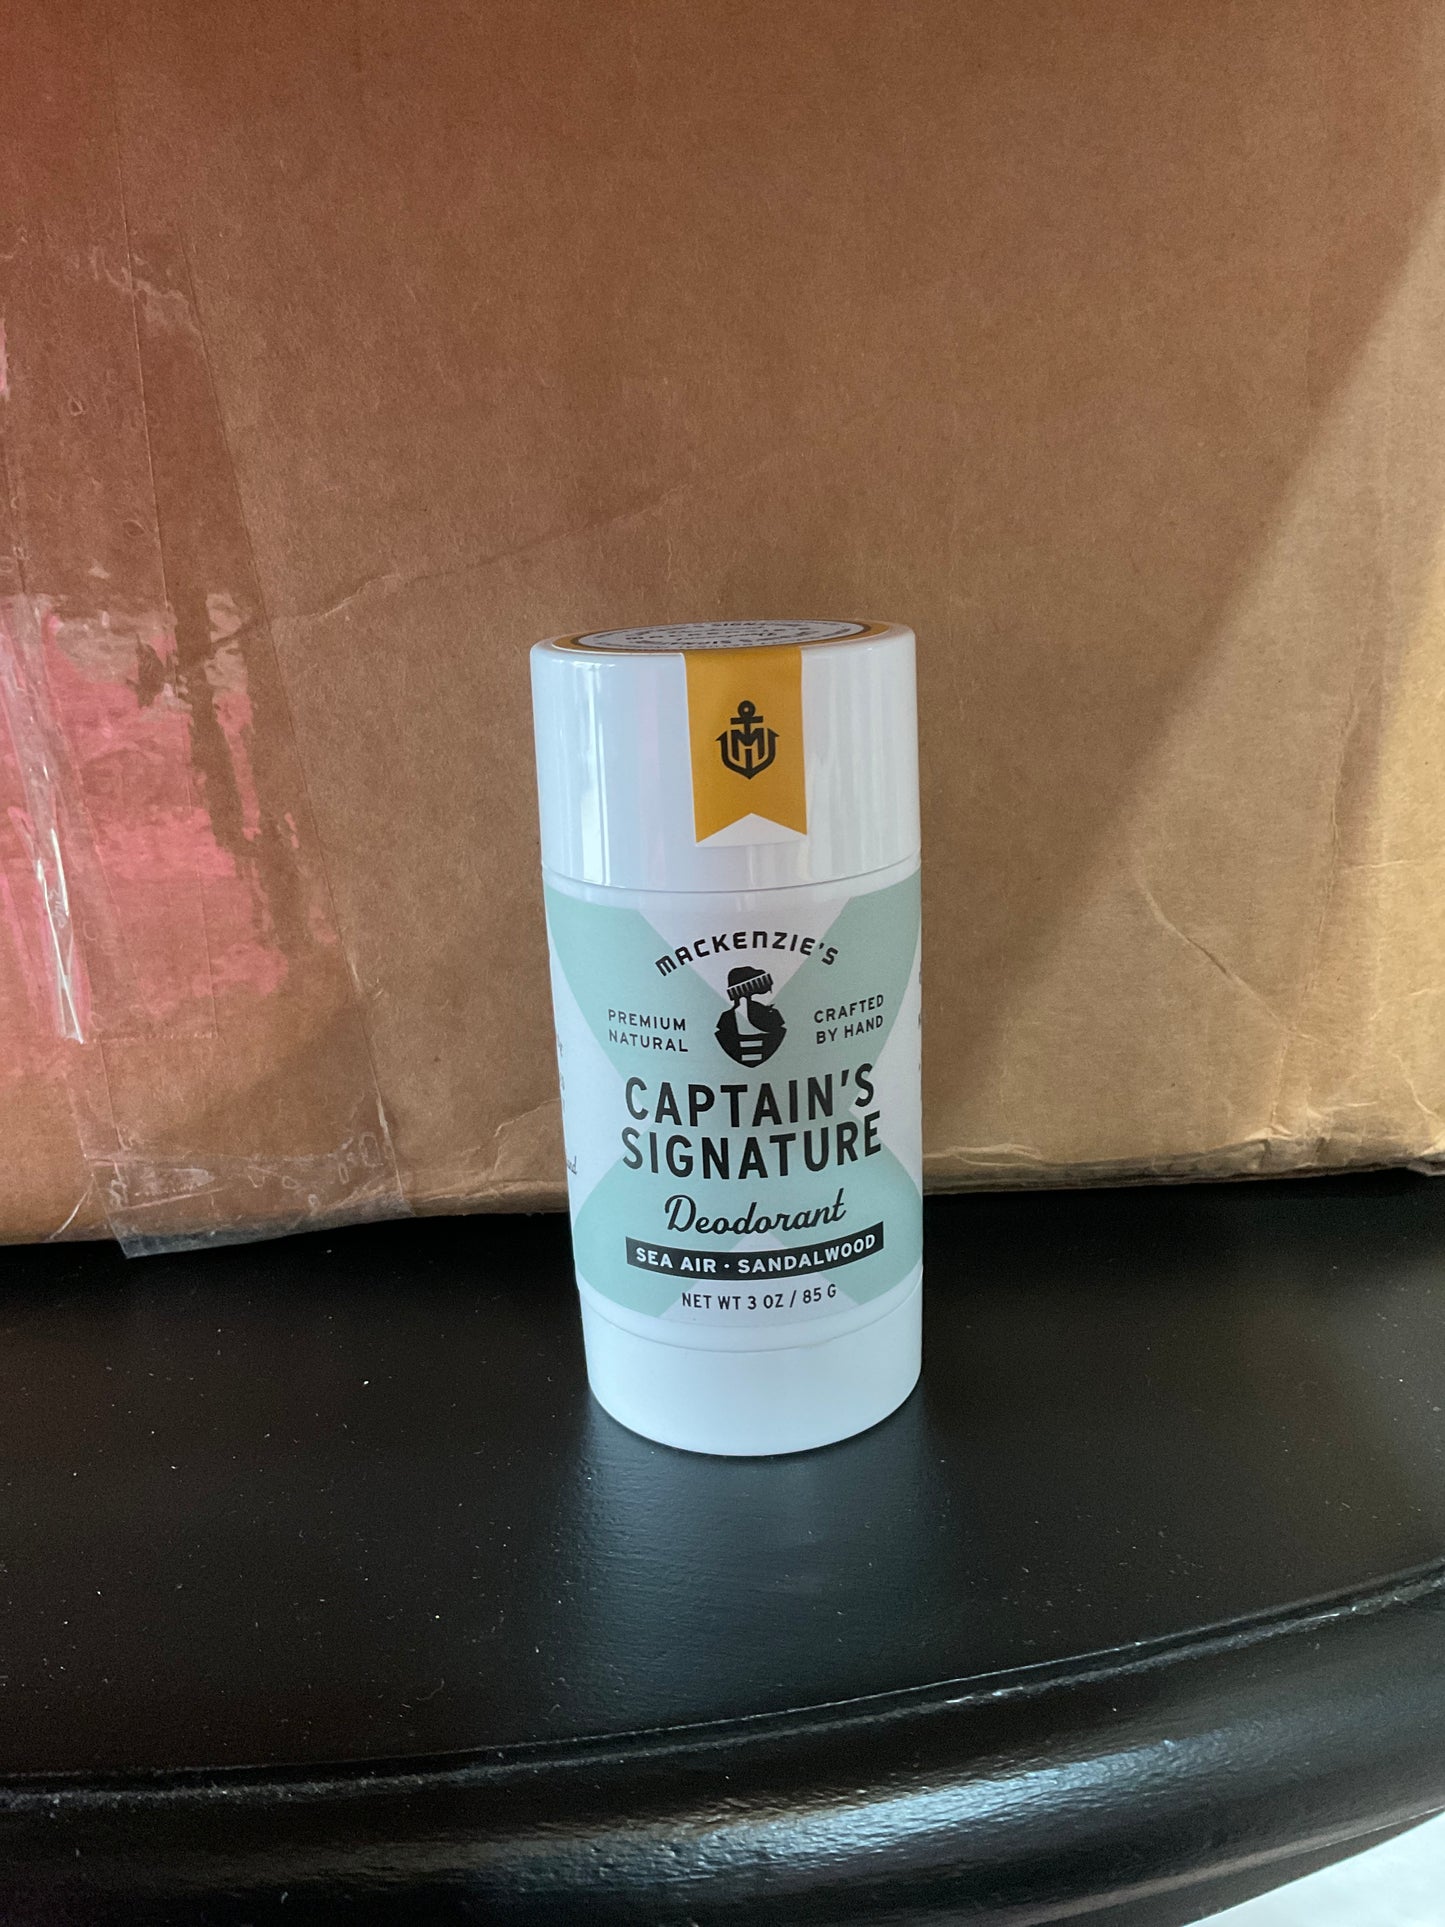 MACKENZIE'S
PREMIUM
NATURAL
CRAFTED
BY HAND
CAPTAIN'S
SIGNATURE
Deodorant
SEA AIR · SANDALWOOD
NET WT 3 OZ / 85 G